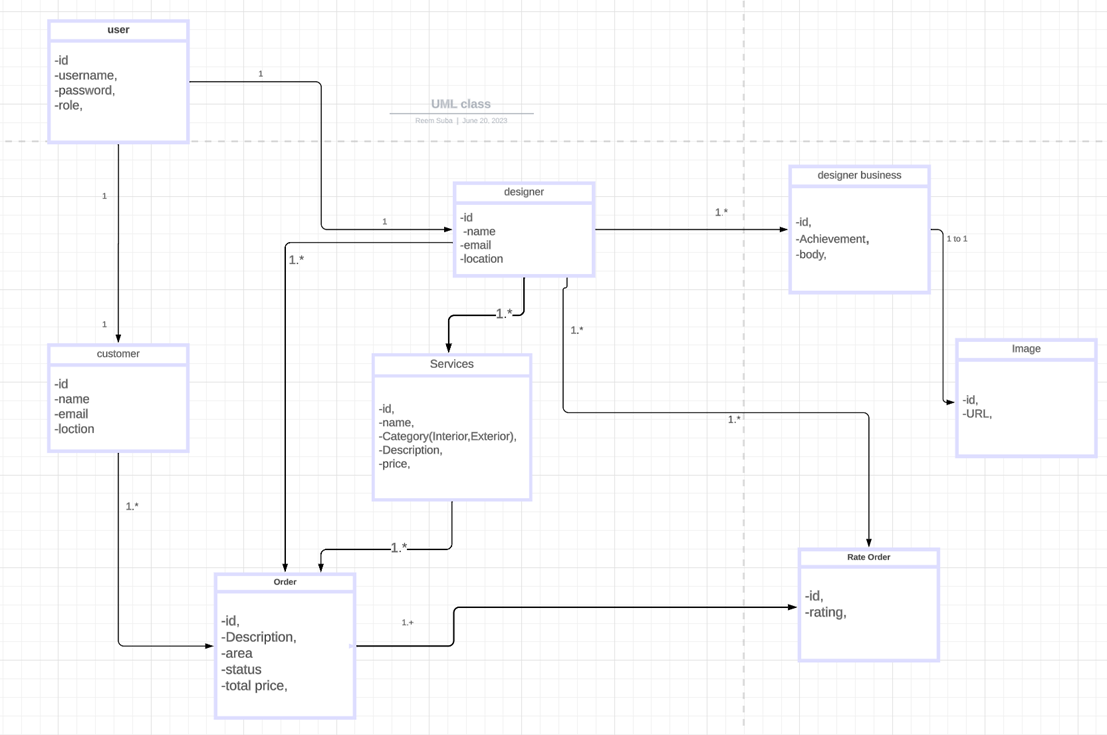 user
-id
-username,
-password,
-role,
1
1
1
1
UML class
Reem Suba | June 20, 2023
designer
-id
-name
-email
-location
1.*
designer business
-id,
-Achievement,
-body,
1 to 1
1.*
1.*
1.*
1.*
customer
-id
-name
-email
-loction
Services
-id,
-name,
-Category(Interior,Exterior),
-Description,
-price,
Image
-id,
-URL,
1.*
1.*
Order
-id,
-Description,
-area
-status
-total price,
1.+
Rate Order
-id,
-rating,